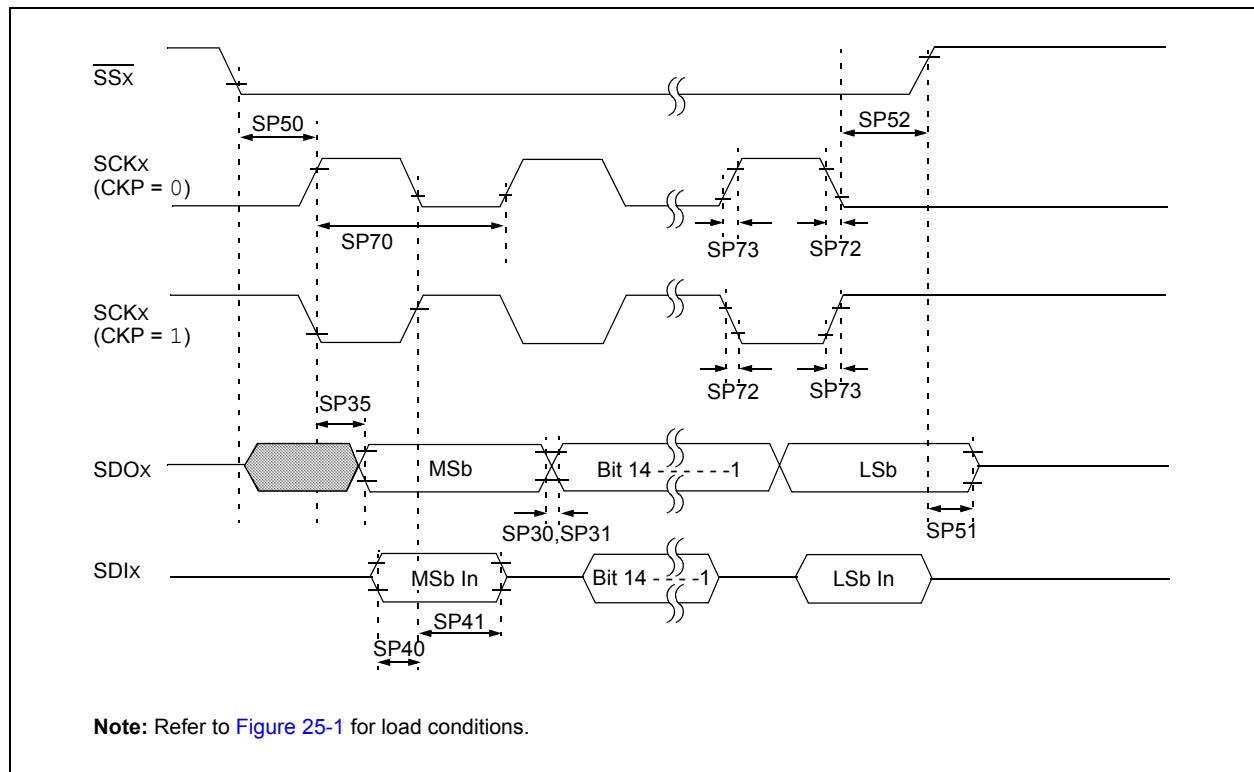 SSx
SP50
SP52
SCKx
(CKP = 0)
SP70
SP73
SP72
SCKx
(CKP = 1)
SP72
SP73
SP35
SDOx
MSb
Bit 14 - - - - - -1
LSb
SP30,SP31
SP51
SDIx
MSb In
Bit 14 - - - -1
LSb In
SP41
SP40
Note: Refer to Figure 25-1 for load conditions.